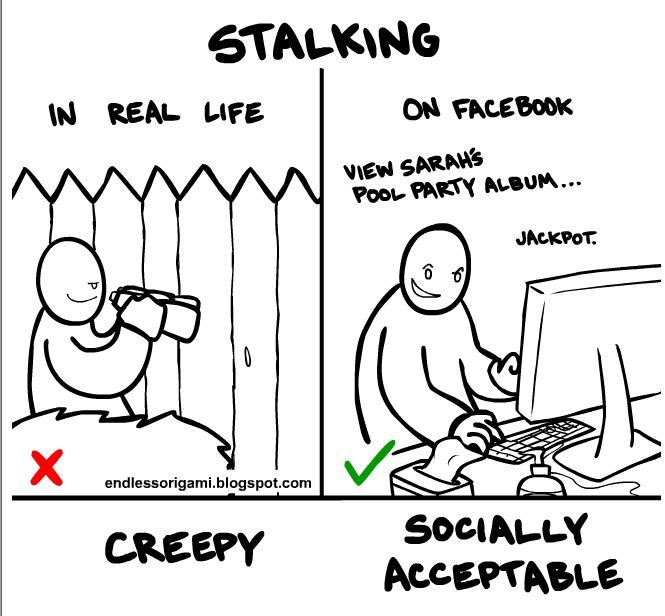 STALKING
IN REAL LIFE
ON FACEBOOK
VIEW SARAH'S
POOL PARTY ALBUM...
JACKPOT.
endlessorigami.blogspot.com
CREEPY
SOCIALLY
ACCEPTABLE